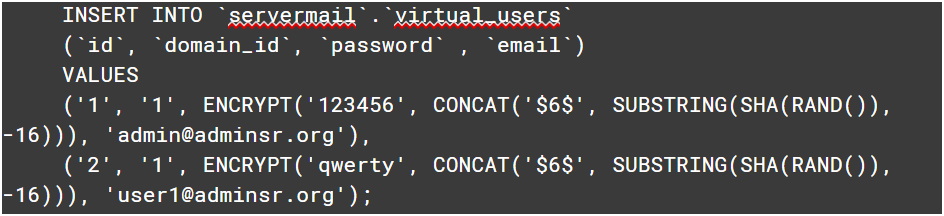 INSERT INTO `servermail`.`virtual_users`
(`id`, `domain_id`, `password` , `email`)
VALUES
('1', '1', ENCRYPT('123456', CONCAT('$6$', SUBSTRING(SHA(RAND()),
-16))), 'admin@adminsr.org'),
('2', '1', ENCRYPT('qwerty', CONCAT('$6$', SUBSTRING(SHA(RAND()),
-16))), 'user1@adminsr.org');